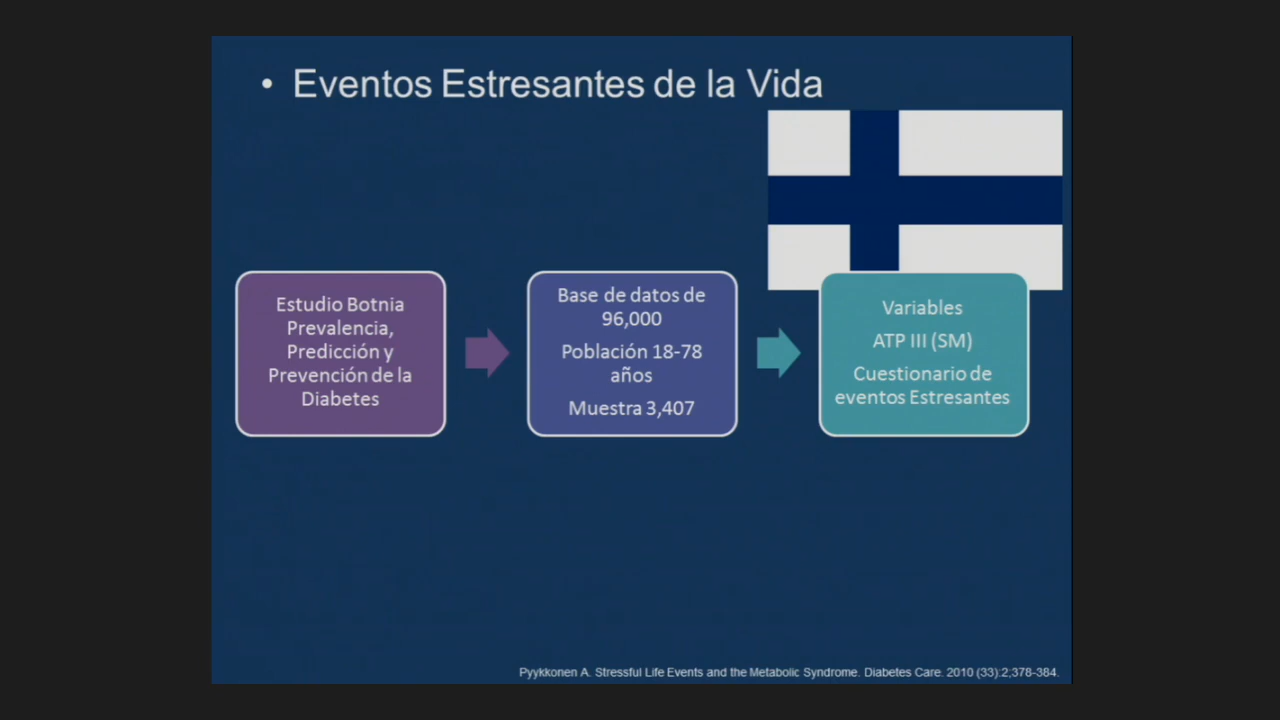 • Eventos Estresantes de la Vida
Estudio Botnia
Prevalencia,
Predicción y
Prevención de la
Diabetes
Base de datos de
96,000
Población 18-78
años
Muestra 3,407
Variables
ATP III (SM)
Cuestionario de
eventos Estresantes
Pyykkonen A. Stressful Life Events and the Metabolic Syndrome. Diabetes Care. 2010 (33):2;378-384.